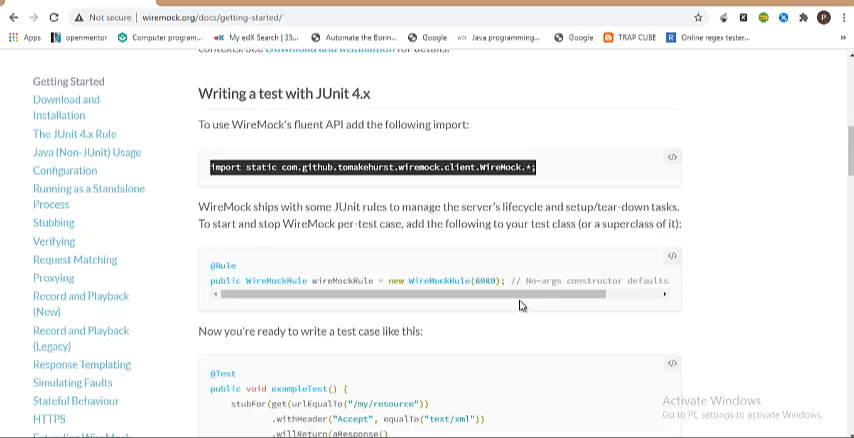 Not secure | wiremock.org/docs/getting-started/
P
Apps openmentor Computer program... My edX Search | 35... Automate the Borin... Google Java programming... Google TRAP CUBE Online regex tester... »
Getting Started
Download and
Installation
The JUnit 4.x Rule
Java (Non-JUnit) Usage
Configuration
Running as a Standalone
Process
Stubbing
Verifying
Request Matching
Proxying
Record and Playback
(New)
Record and Playback
(Legacy)
Response Templating
Simulating Faults
Stateful Behaviour
HTTPS
contexts. See Download and Installation for details.
Writing a test with JUnit 4.x
To use WireMock's fluent API add the following import:
import static com.github.tomakehurst.wiremock.client.WireMock.*;
WireMock ships with some JUnit rules to manage the server's lifecycle and setup/tear-down tasks.
To start and stop WireMock per-test case, add the following to your test class (or a superclass of it):
@Rule
public WireMockRule wireMockRule = new WireMockRule(8089); // No-args constructor defaults
Now you're ready to write a test case like this:
@Test
public void exampleTest() {
stubFor(get(urlEqualTo("/my/resource"))
.withHeader("Accept", equalTo("text/xml"))
.willReturn(aResponse()
Activate Windows
Go to PC settings to activate Windows.